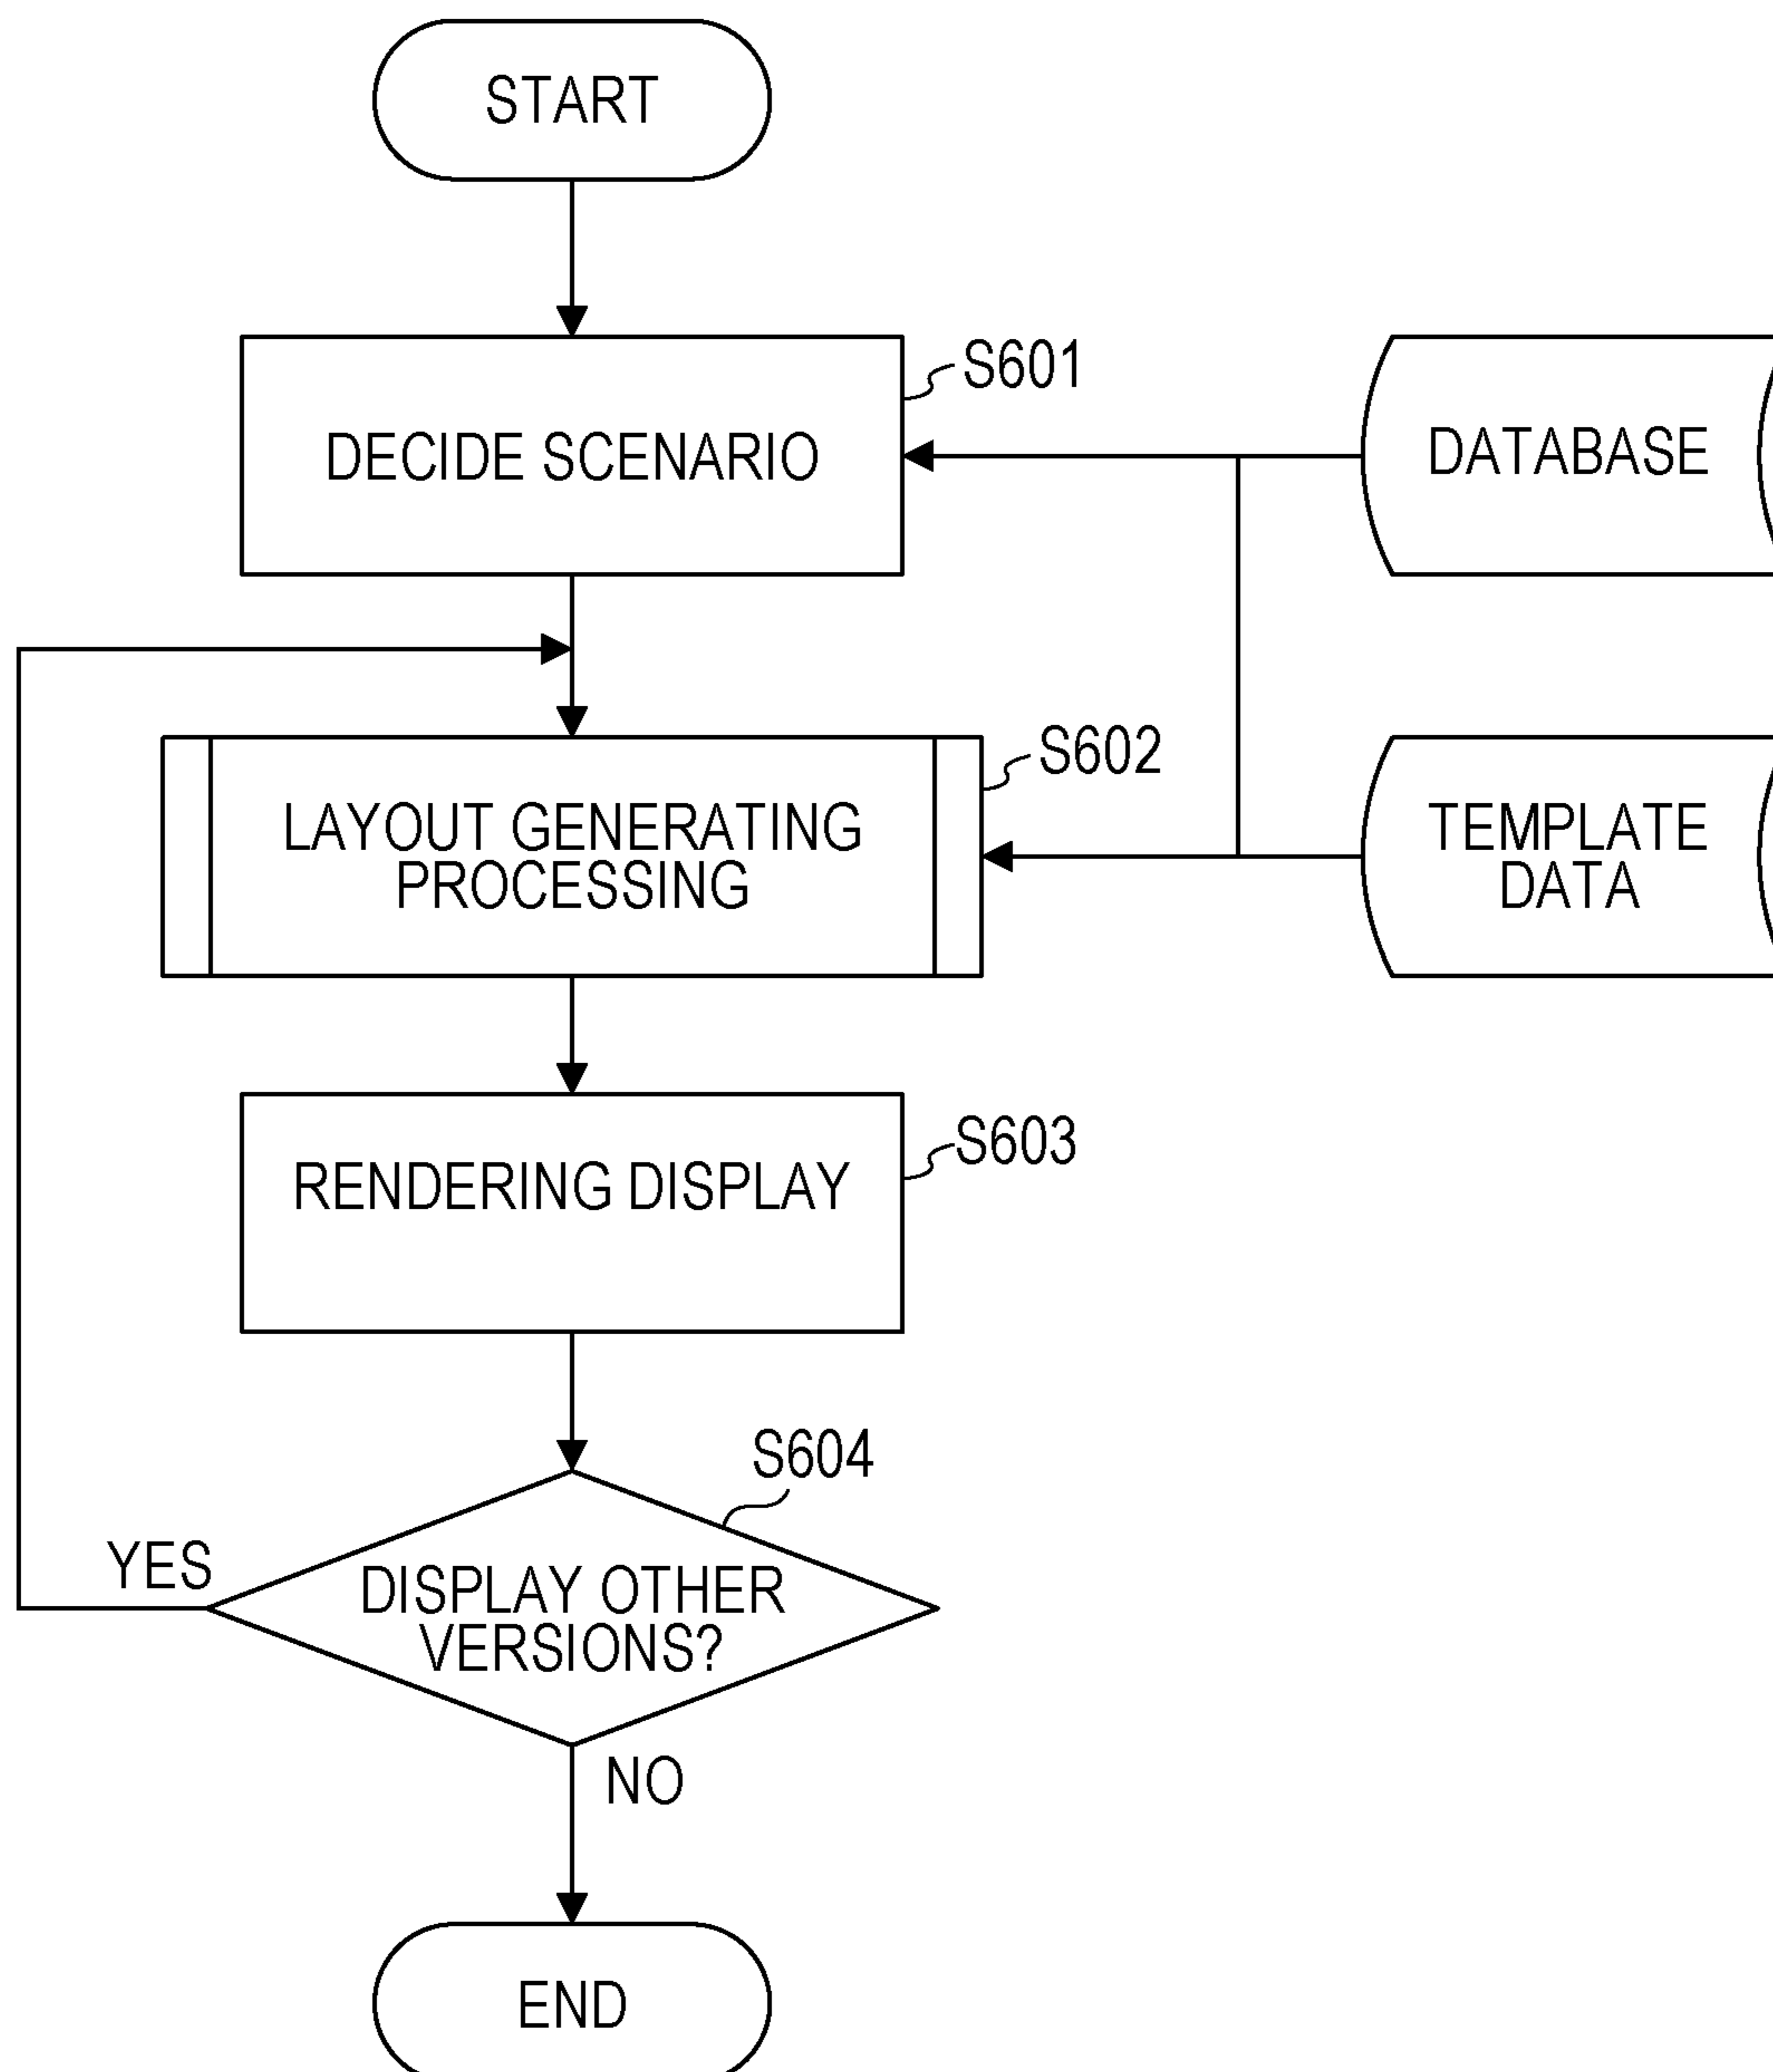 START
S601
DECIDE SCENARIO
DATABASE
S602
LAYOUT GENERATING
PROCESSING
TEMPLATE
DATA
S603
RENDERING DISPLAY
S604
YES
DISPLAY OTHER
VERSIONS?
NO
END